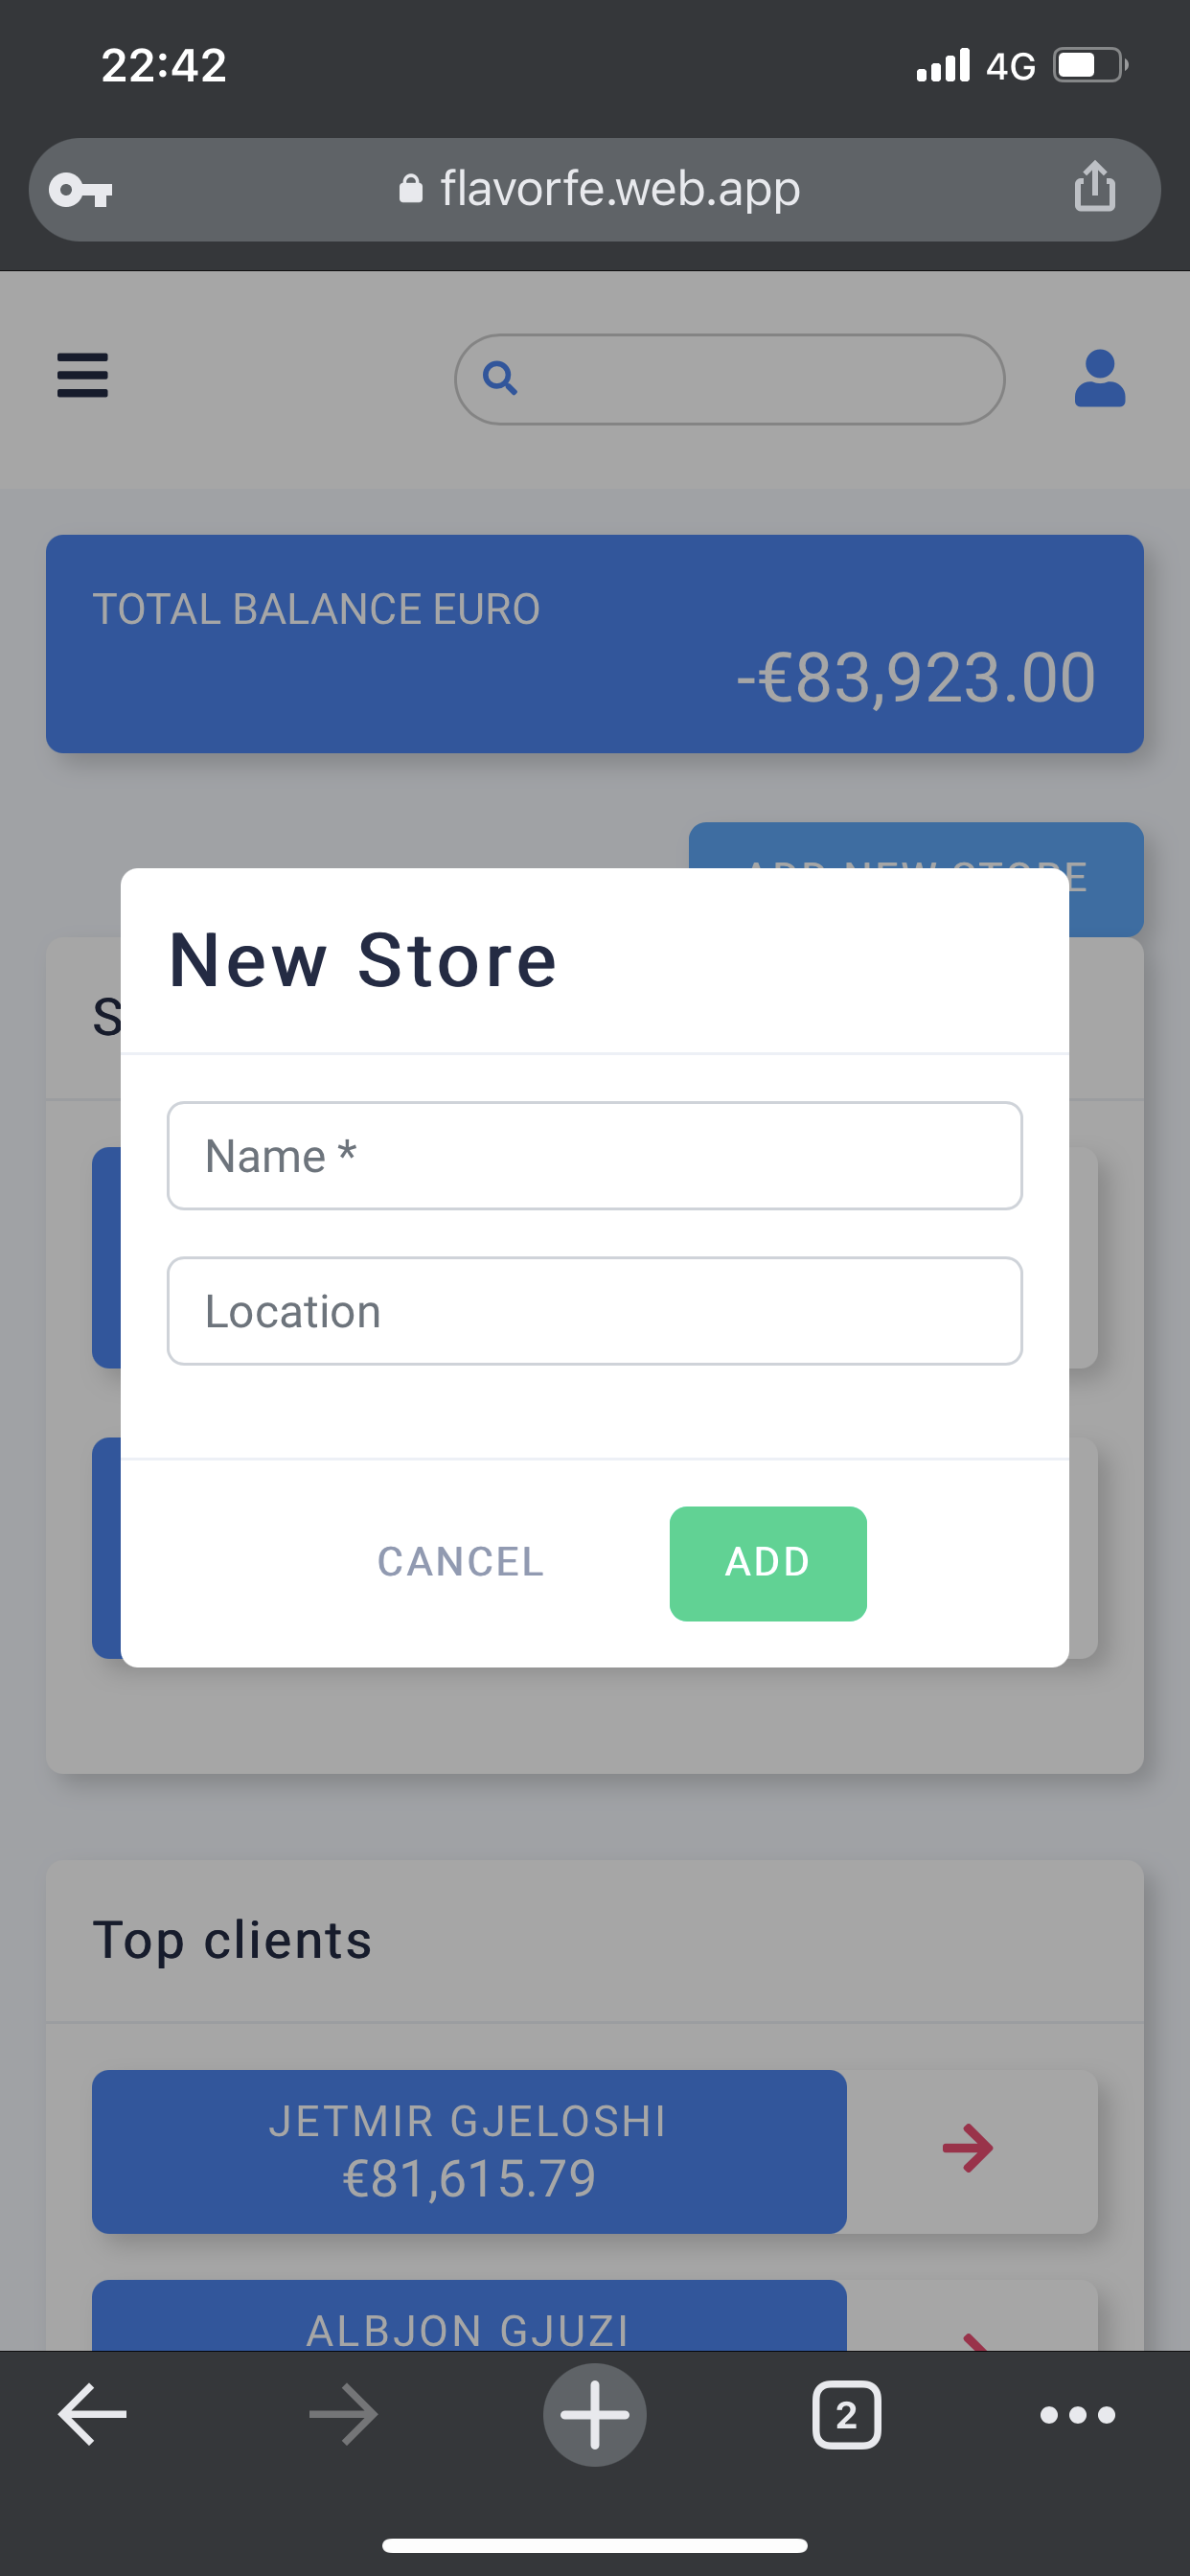 22:42
4G
flavorfe.web.app
TOTAL BALANCE EURO
-€83,923.00
New Store
Name *
Location
CANCEL
ADD
Top clients
JETMIR GJELOSHI
€81,615.79
ALBJON GJUZI
2